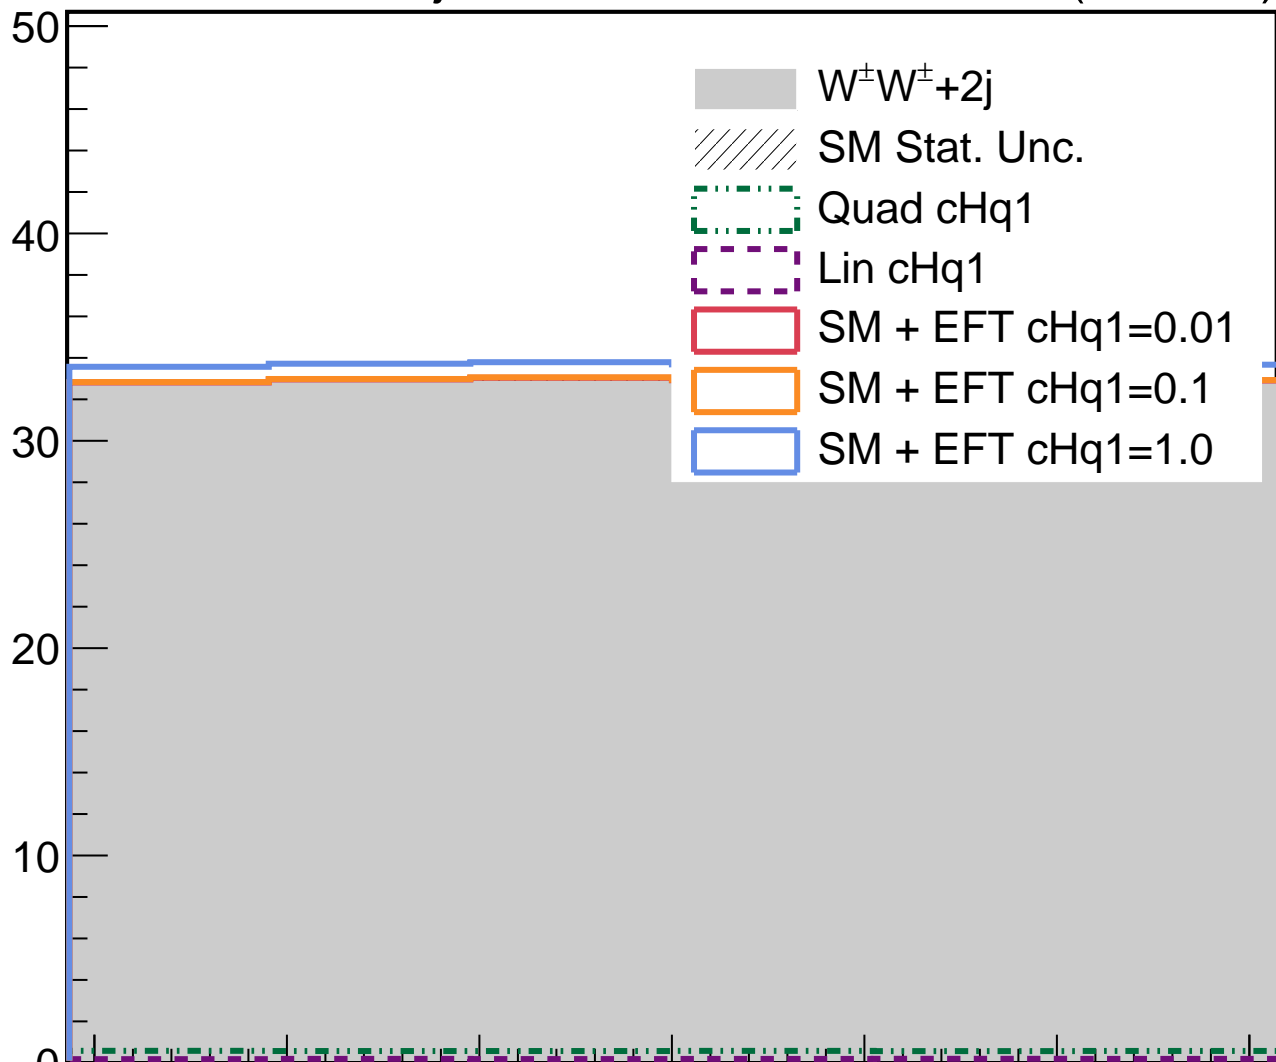 50
W±W±+2j
SM Stat. Unc.
Quad cHq1
40
Lin cHq1
SM + EFT cHq1=0.01
SM + EFT cHq1=0.1
30
SM + EFT cHq1=1.0
20
10
0